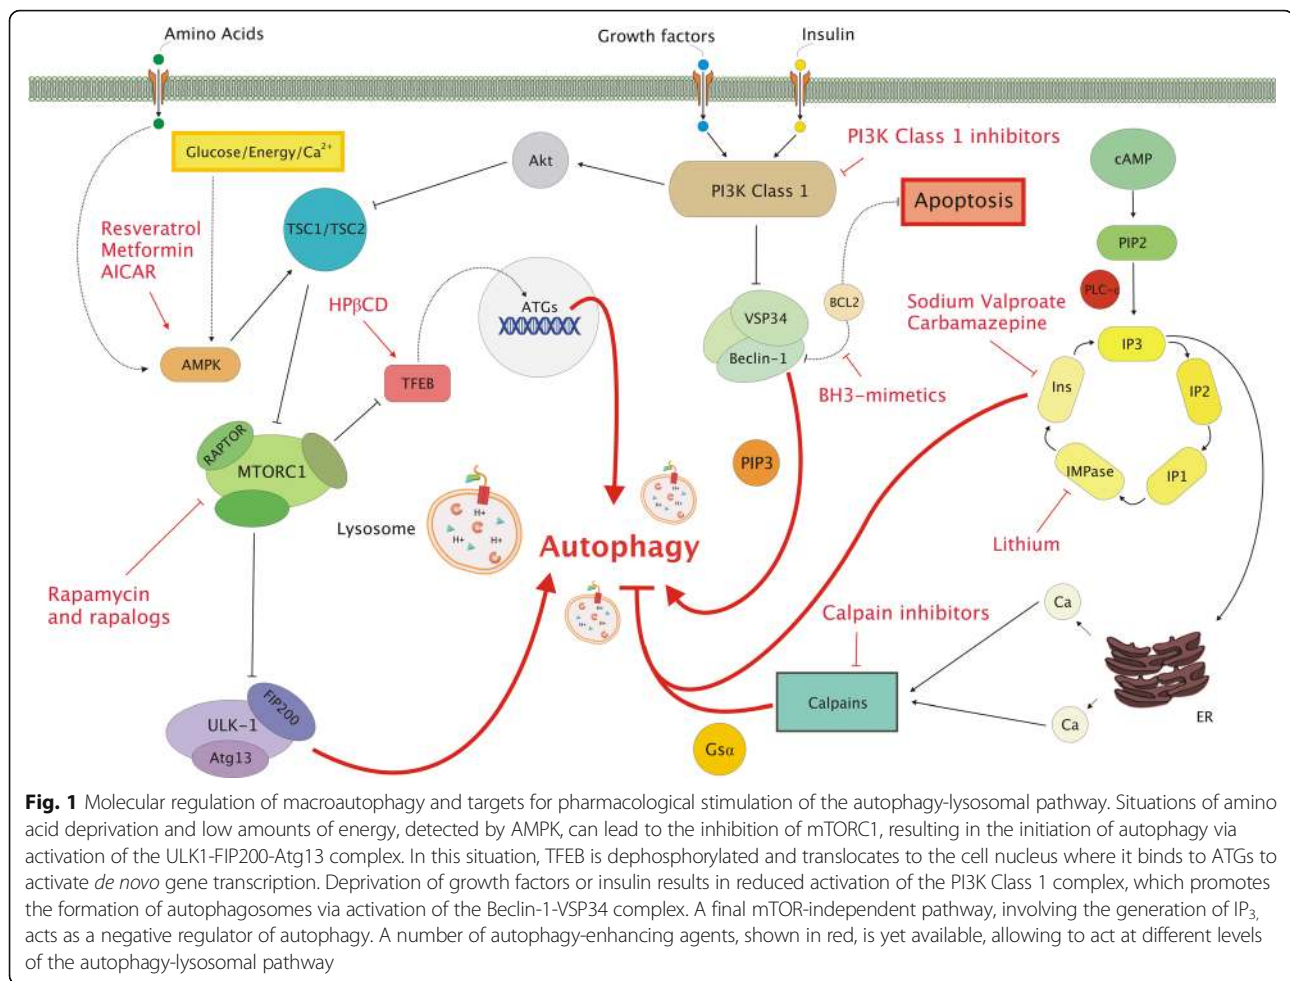 Amino Acids
Growth factors
Insulin
Glucose/Energy/Ca2+
Akt
PI3K Class 1 inhibitors
PI3K Class 1
cAMP
Apoptosis
Resveratrol
Metformin
AICAR
TSC1/TSC2
PIP2
PLC-ε
HPβCD
ATGs
VSP34
BCL2
Beclin-1
Sodium Valproate
Carbamazepine
IP3
AMPK
TFEB
BH3-mimetics
Ins
IP2
RAPTOR
MTORC1
PIP3
IMPase
IP1
Lysosome
H+
H+
H+
H+
H+
H+
Autophagy
Lithium
H+
H+
H+
Rapamycin
and rapalogs
Calpain inhibitors
Ca
FIP200
ULK-1
Atg13
Calpains
Ca
ER
Gsα
Fig. 1 Molecular regulation of macroautophagy and targets for pharmacological stimulation of the autophagy-lysosomal pathway. Situations of amino
acid deprivation and low amounts of energy, detected by AMPK, can lead to the inhibition of mTORC1, resulting in the initiation of autophagy via
activation of the ULK1-FIP200-Atg13 complex. In this situation, TFEB is dephosphorylated and translocates to the cell nucleus where it binds to ATGs to
activate de novo gene transcription. Deprivation of growth factors or insulin results in reduced activation of the PI3K Class 1 complex, which promotes
the formation of autophagosomes via activation of the Beclin-1-VSP34 complex. A final mTOR-independent pathway, involving the generation of IP3,
acts as a negative regulator of autophagy. A number of autophagy-enhancing agents, shown in red, is yet available, allowing to act at different levels
of the autophagy-lysosomal pathway